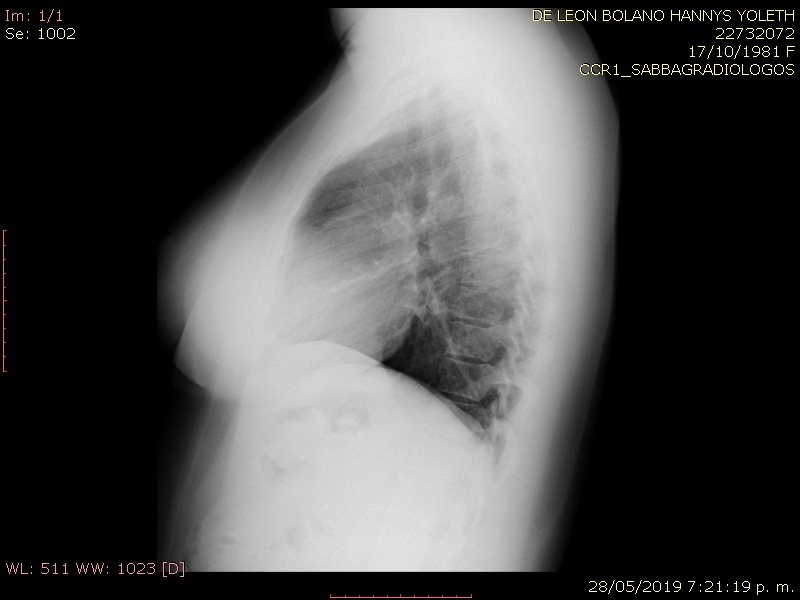 Im: 1/1
Se: 1002
DE LEON BOLANO HANNYS YOLETH
22732072
17/10/1981 F
CCR1_SABBAGRADIOLOGOS
WL: 511 WW: 1023 [D]
28/05/2019 7:21:19 p. m.